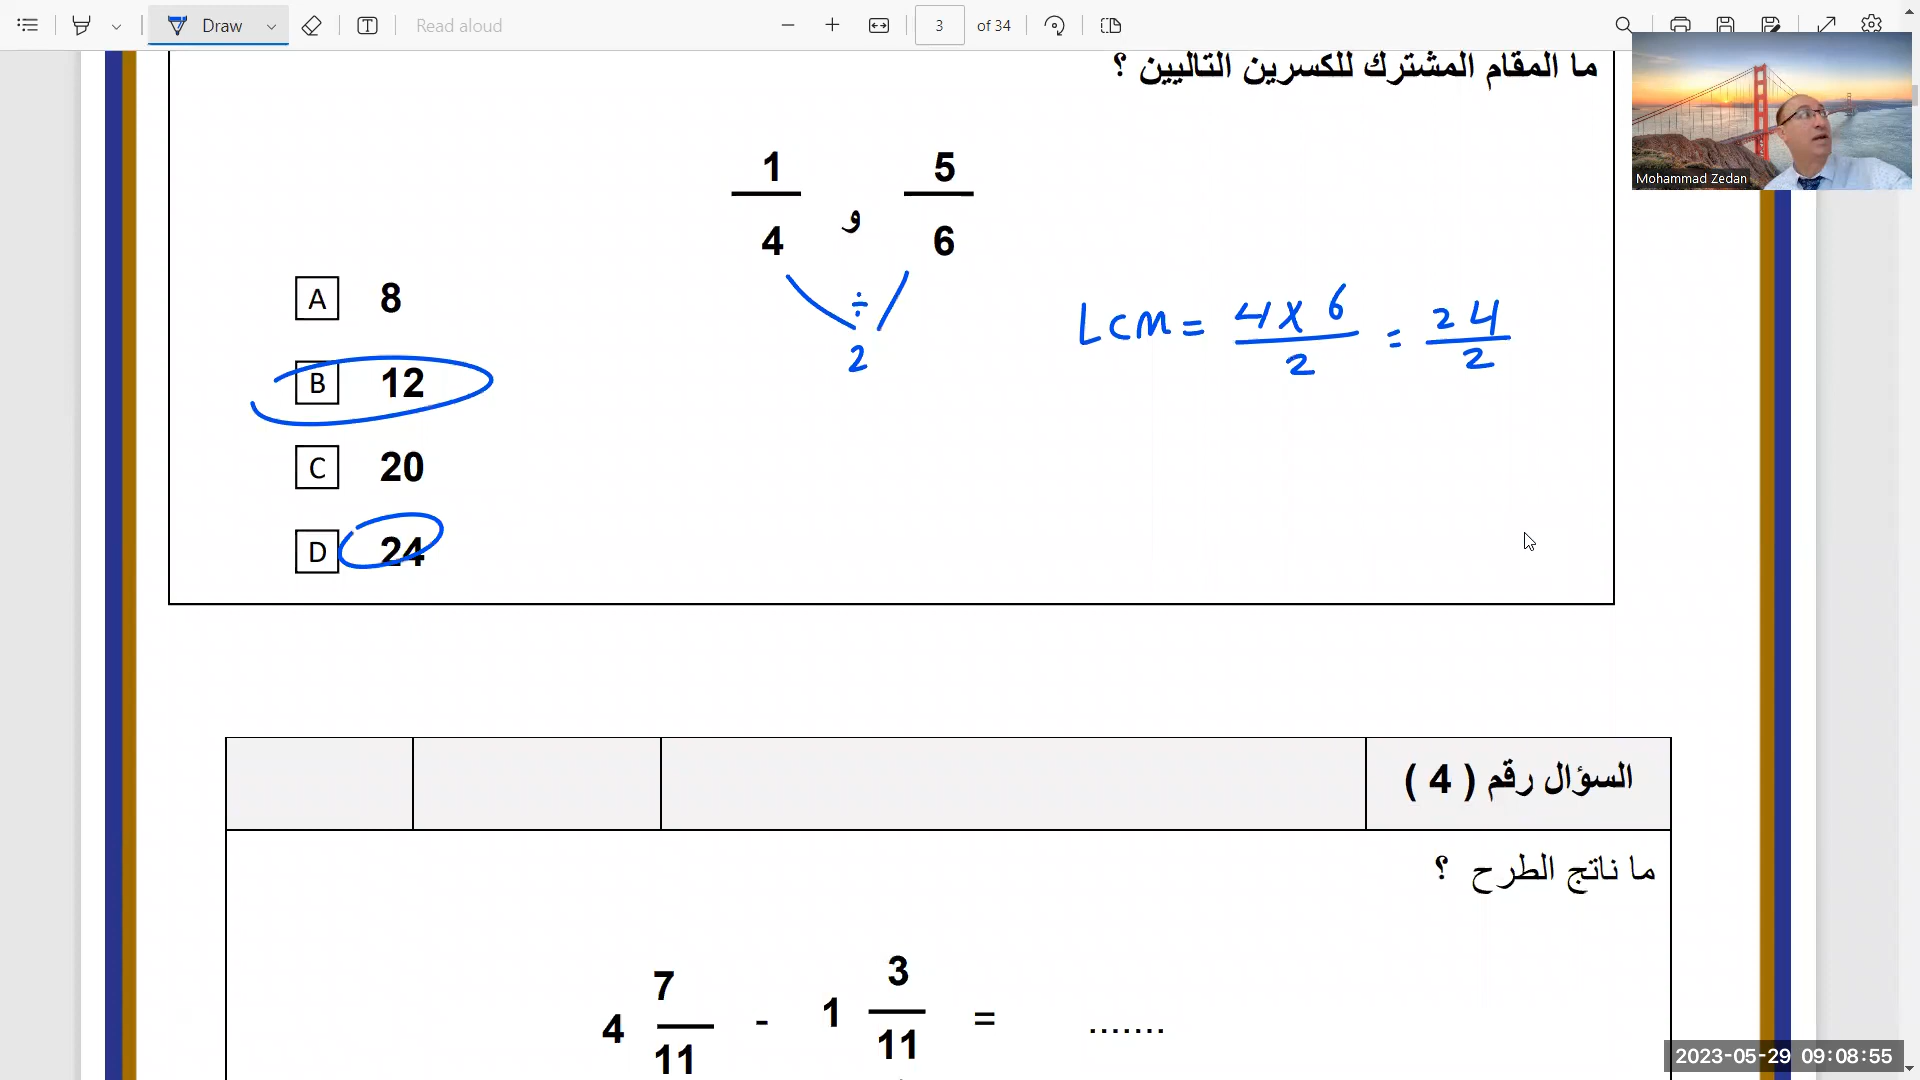 Draw
Read aloud
3 of 34
ما المقام المشترك للكسرين التاليين ؟
Mohammad Zedan
1 و 5
4 6
÷
2
LCM = 4 x 6 = 24
2 2
A 8
B 12
C 20
D 24
السؤال رقم ( 4 )
ما ناتج الطرح ؟
4 7 - 1 3 = .......
11 11
2023-05-29 09:08:55